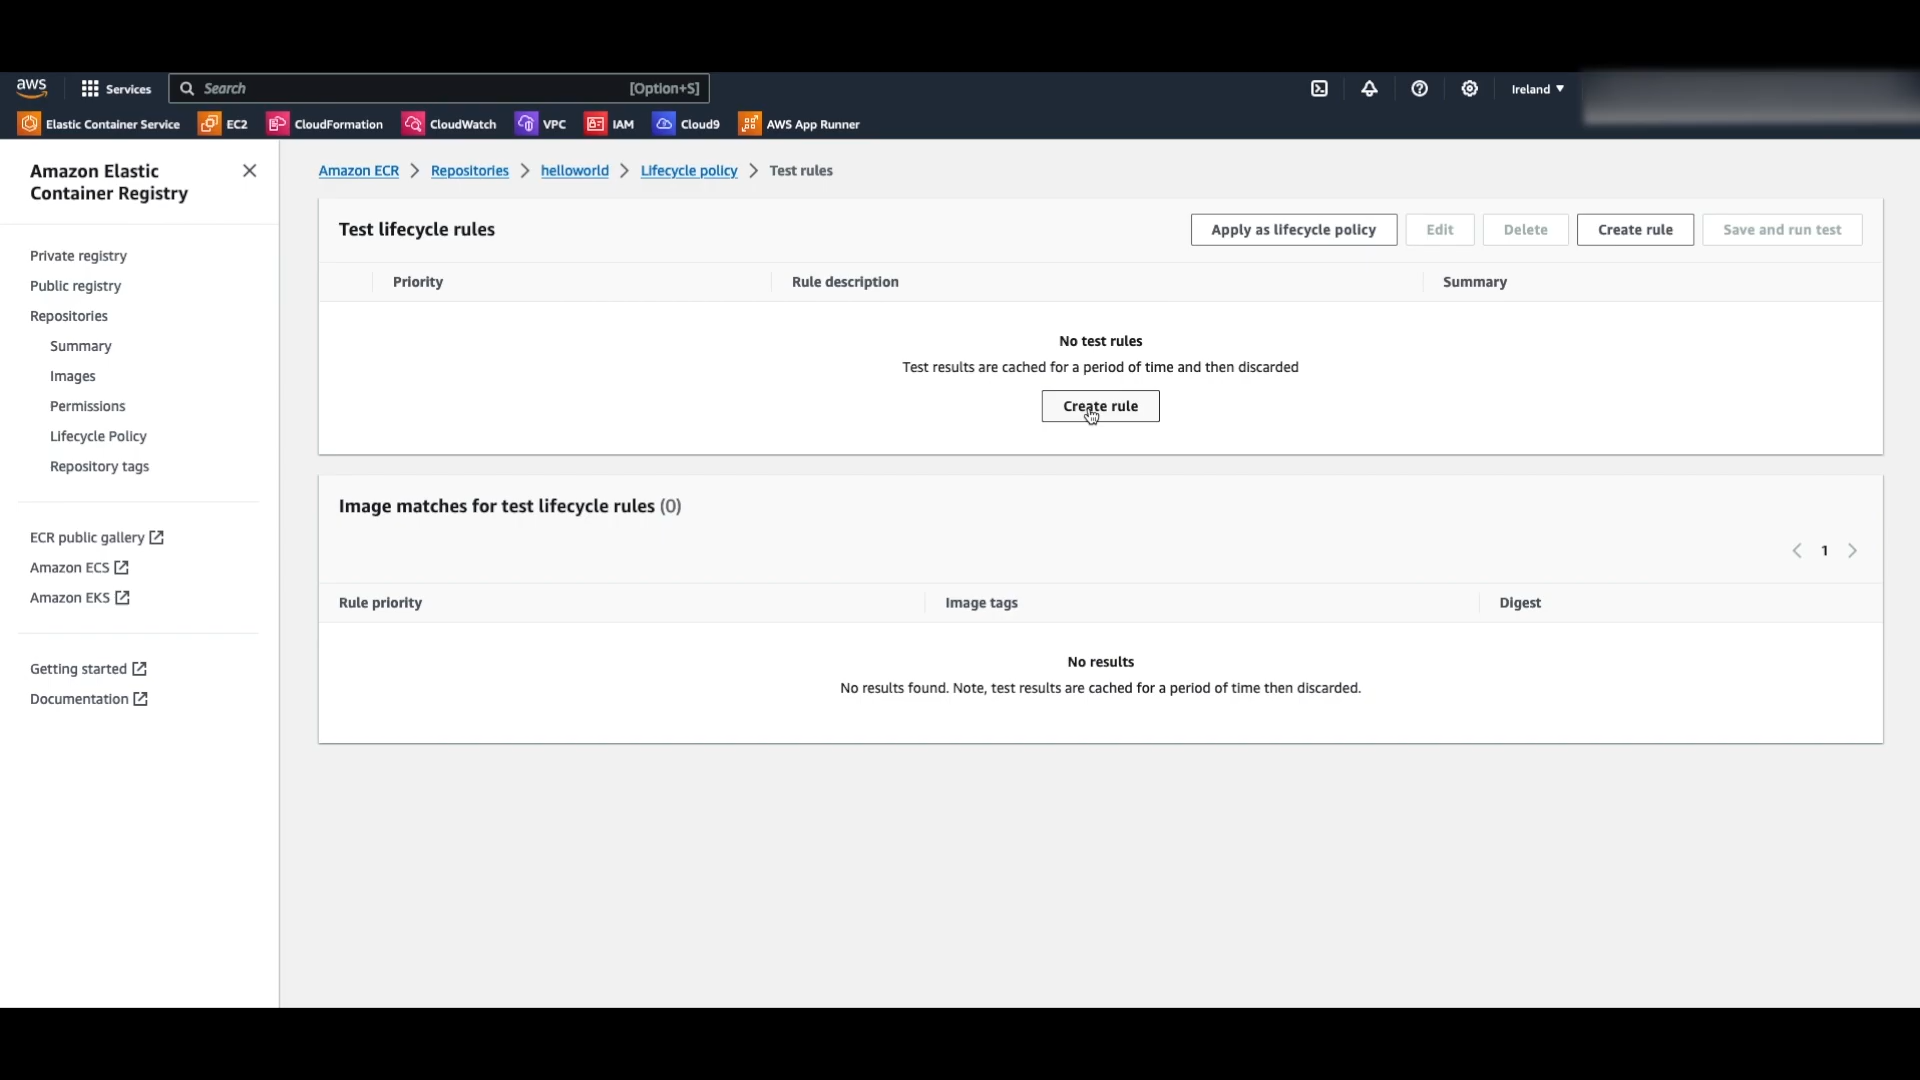 aws
Services
Search [Option+S]
Ireland
Elastic Container Service EC2 CloudFormation CloudWatch VPC IAM Cloud9 AWS App Runner
Amazon Elastic
Container Registry
Private registry
Public registry
Repositories
Summary
Images
Permissions
Lifecycle Policy
Repository tags
ECR public gallery
Amazon ECS
Amazon EKS
Getting started
Documentation
Amazon ECR > Repositories > helloworld > Lifecycle policy > Test rules
Test lifecycle rules
Apply as lifecycle policy Edit Delete Create rule Save and run test
Priority Rule description Summary
No test rules
Test results are cached for a period of time and then discarded
Create rule
Image matches for test lifecycle rules (0)
1
Rule priority Image tags Digest
No results
No results found. Note, test results are cached for a period of time then discarded.